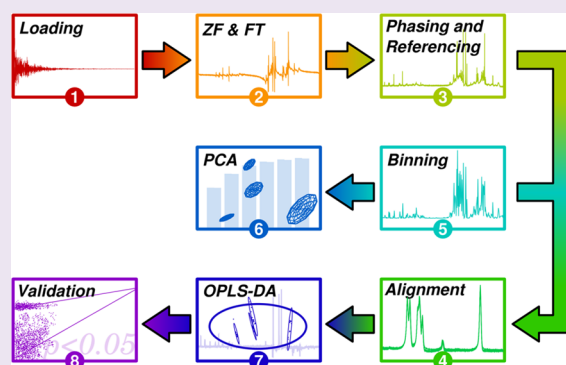 Loading
1
ZF & FT
2
Phasing and
Referencing
3
PCA
6
Binning
5
Validation
p<0.05
8
OPLS-DA
7
Alignment
4